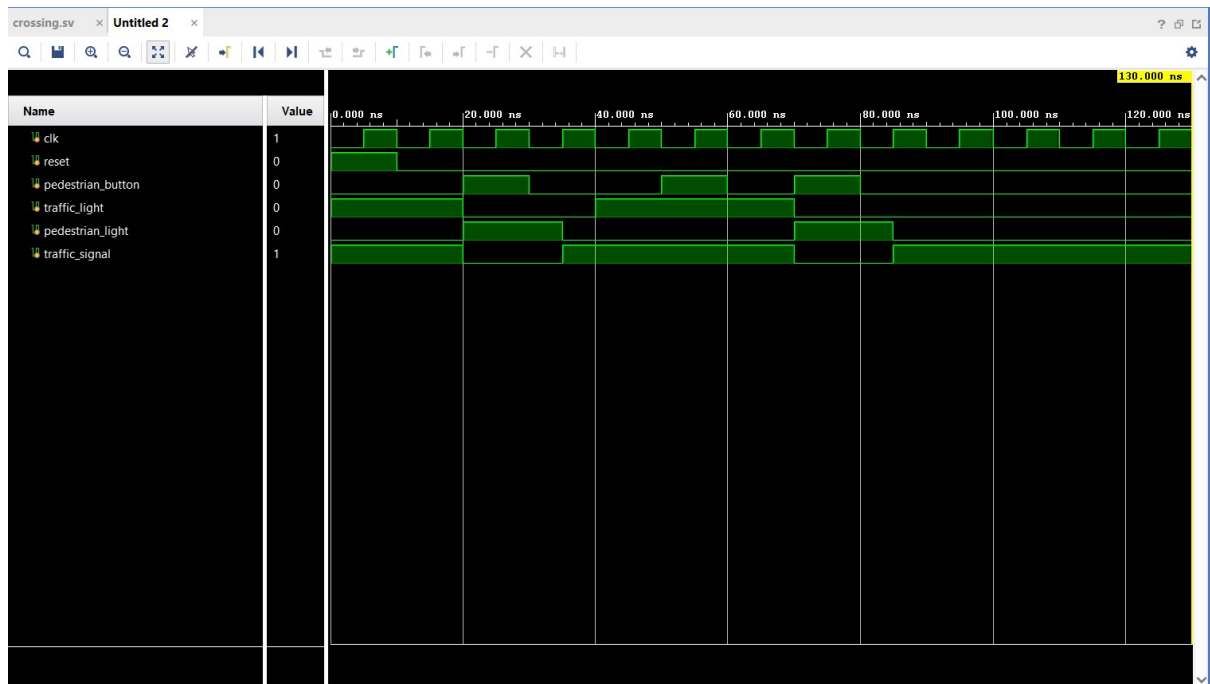 crossing.sv × Untitled 2 × ?
130.000 ns
Name Value 0.000 ns 20.000 ns 40.000 ns 60.000 ns 80.000 ns 100.000 ns 120.000 ns
clk 1
reset 0
pedestrian_button 0
traffic_light 0
pedestrian_light 0
traffic_signal 1